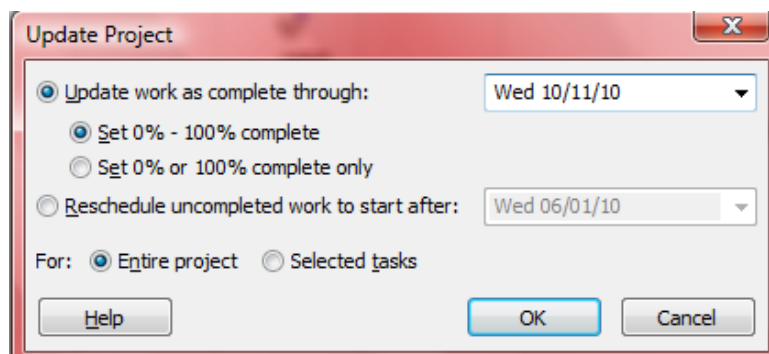 Update Project
Update work as complete through: Wed 10/11/10
Set 0% - 100% complete
Set 0% or 100% complete only
Reschedule uncompleted work to start after: Wed 06/01/10
For: Entire project Selected tasks
Help OK Cancel